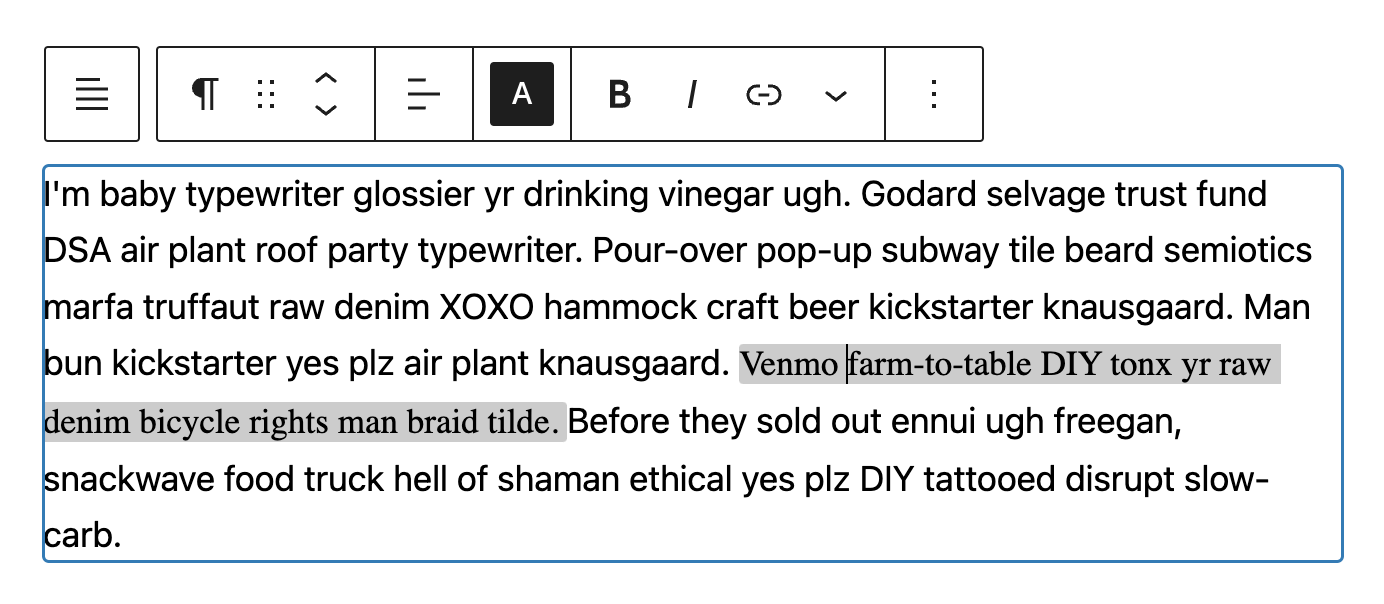 A B I
I'm baby typewriter glossier yr drinking vinegar ugh. Godard selvage trust fund
DSA air plant roof party typewriter. Pour-over pop-up subway tile beard semiotics
marfa truffaut raw denim XOXO hammock craft beer kickstarter knausgaard. Man
bun kickstarter yes plz air plant knausgaard. Venmo farm-to-table DIY tonx yr raw
denim bicycle rights man braid tilde. Before they sold out ennui ugh freegan,
snackwave food truck hell of shaman ethical yes plz DIY tattooed disrupt slow-
carb.